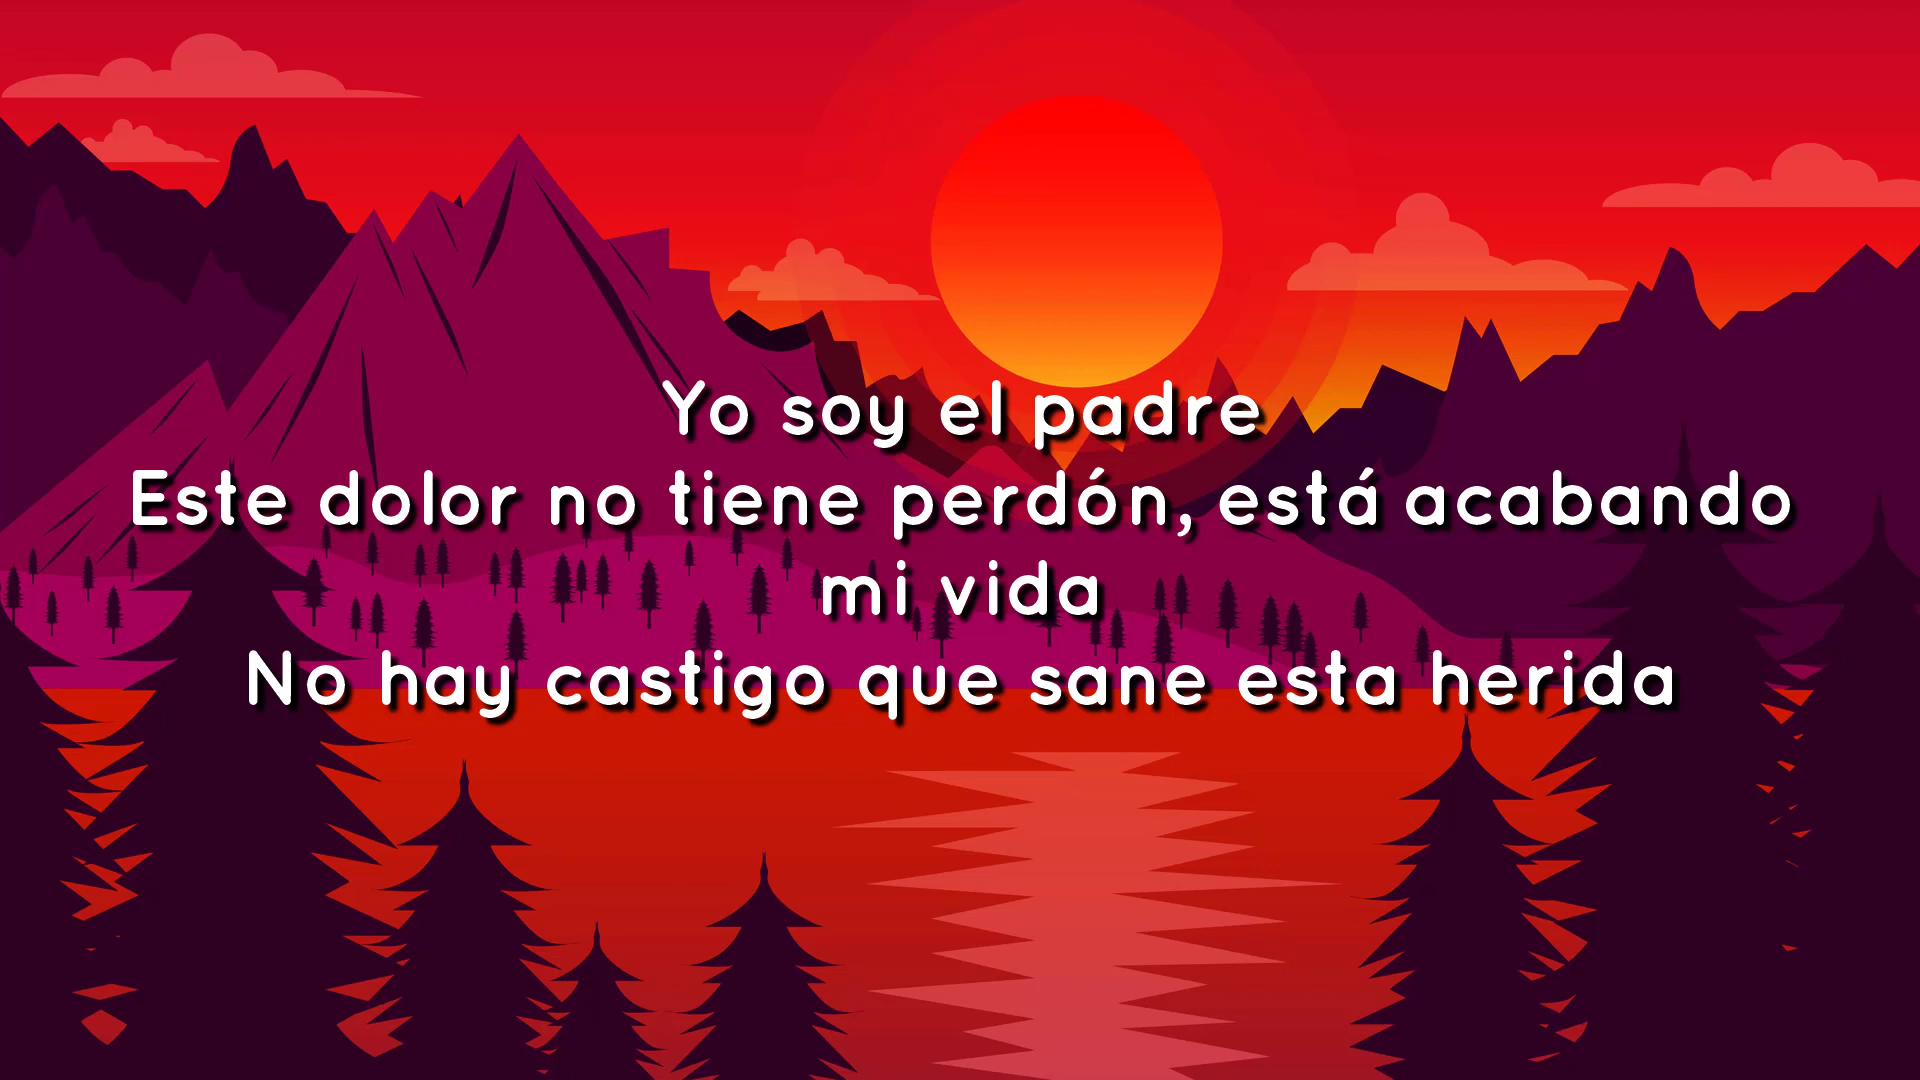 Yo soy el padre
Este dolor no tiene perdón, está acabando
mi vida
No hay castigo que sane esta herida